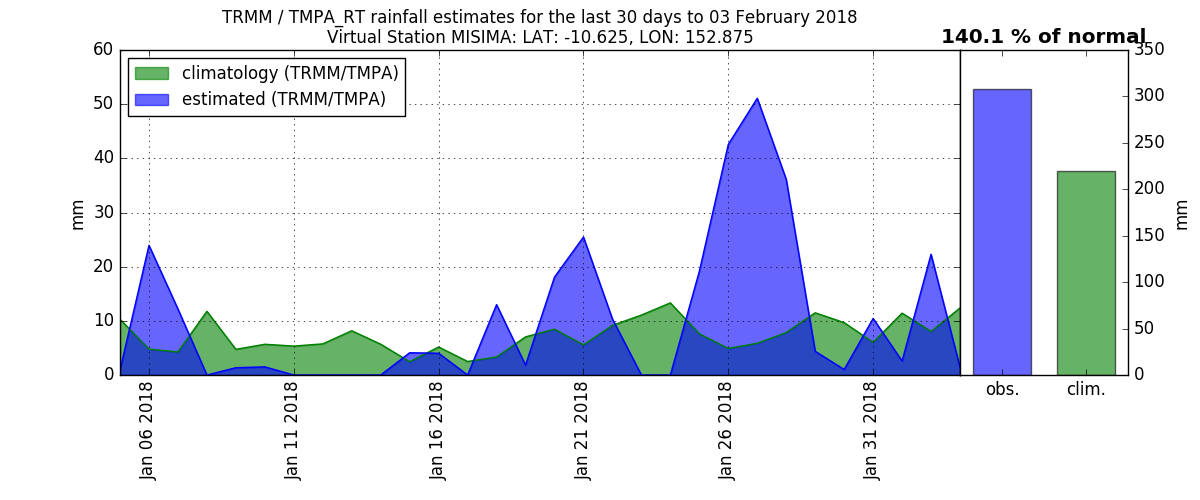 TRMM / TMPA_RT rainfall estimates for the last 30 days to 03 February 2018
Virtual Station MISIMA: LAT: -10.625, LON: 152.875
140.1 % of normal
climatology (TRMM/TMPA)
estimated (TRMM/TMPA)
60
50
40
30
20
10
0
mm
Jan 06 2018
Jan 11 2018
Jan 16 2018
Jan 21 2018
Jan 26 2018
Jan 31 2018
obs.
clim.
350
300
250
200
150
100
50
0
mm